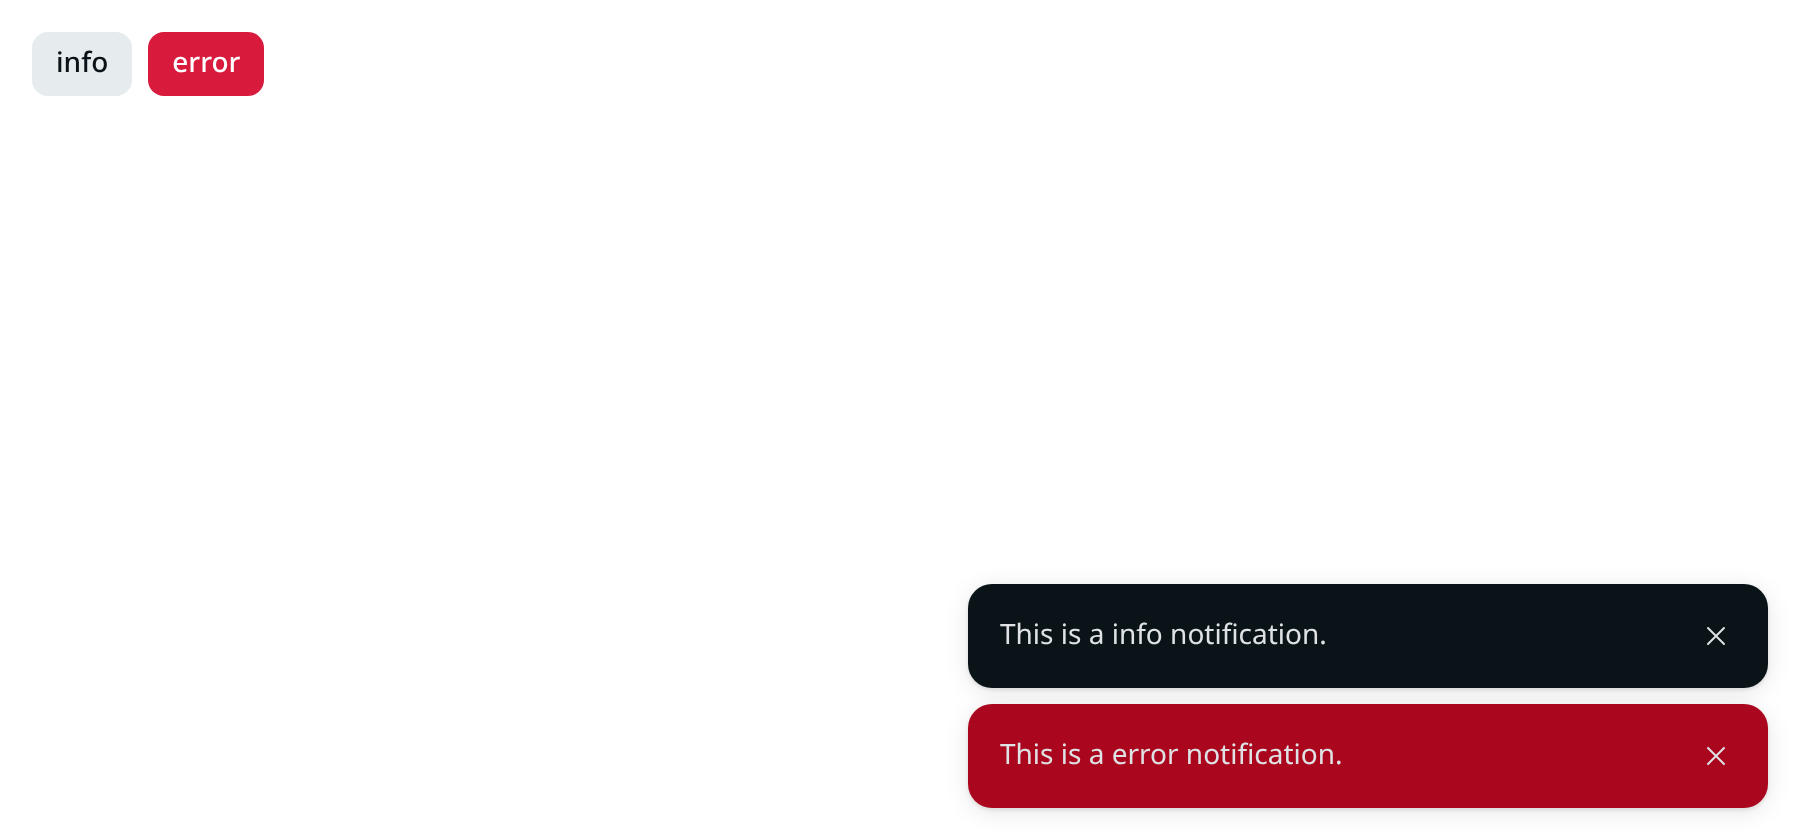 info error
This is a info notification.
This is a error notification.